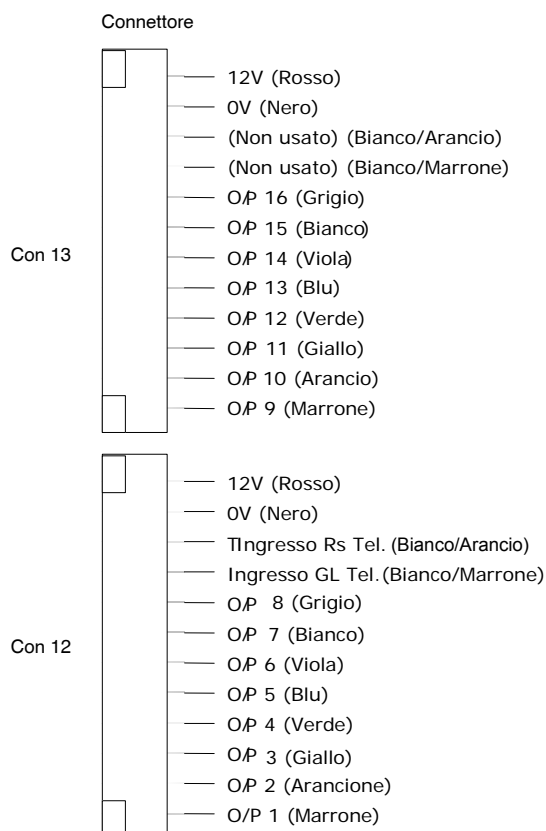 Connettore
12V (Rosso)
0V (Nero)
(Non usato) (Bianco/Arancio)
(Non usato) (Bianco/Marrone)
O/P 16 (Grigio)
O/P 15 (Bianco)
O/P 14 (Viola)
Con 13
O/P 13 (Blu)
O/P 12 (Verde)
O/P 11 (Giallo)
O/P 10 (Arancio)
O/P 9 (Marrone)
12V (Rosso)
0V (Nero)
TIngresso Rs Tel. (Bianco/Arancio)
Ingresso GL Tel. (Bianco/Marrone)
O/P 8 (Grigio)
O/P 7 (Bianco)
Con 12
O/P 6 (Viola)
O/P 5 (Blu)
O/P 4 (Verde)
O/P 3 (Giallo)
O/P 2 (Arancione)
O/P 1 (Marrone)